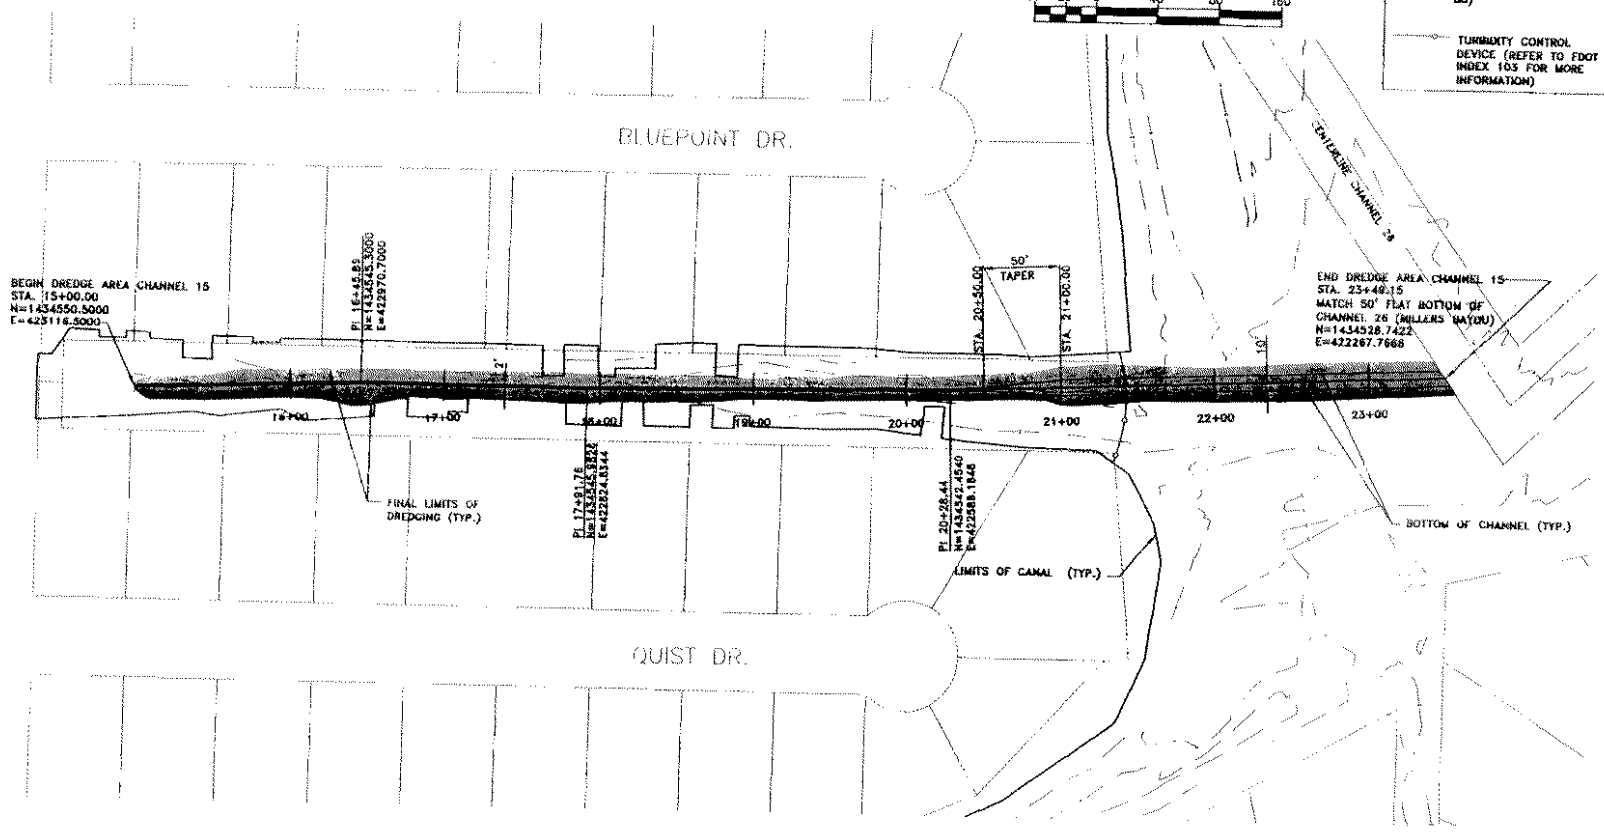 160
TURBIDITY CONTROL
DEVICE (REFER TO FDOT
INDEX 103 FOR MORE
INFORMATION)
BLUEPOINT DR.
CENTERLINE CHANNEL 26
BEGIN DREDGE AREA CHANNEL 15
STA. 15+00.00
N=1434550.5000
E=423116.5000
PI 16+45.89
N=1434545.3000
E=422970.7000
STA. 20+50.00
50'
TAPER
STA. 21+00.00
END DREDGE AREA CHANNEL 15
STA. 23+49.15
MATCH 50' FLAT BOTTOM OF
CHANNEL 26 (MILLERS BAYOU)
N=1434528.7422
E=422267.7668
10'
16+00
17+00
18+00
19+00
20+00
21+00
22+00
23+00
FINAL LIMITS OF
DREDGING (TYP.)
PI 17+91.76
E=422824.8344
PI 20+28.44
N=1434542.4540
E=422588.1848
BOTTOM OF CHANNEL (TYP.)
LIMITS OF CANAL (TYP.)
QUIST DR.